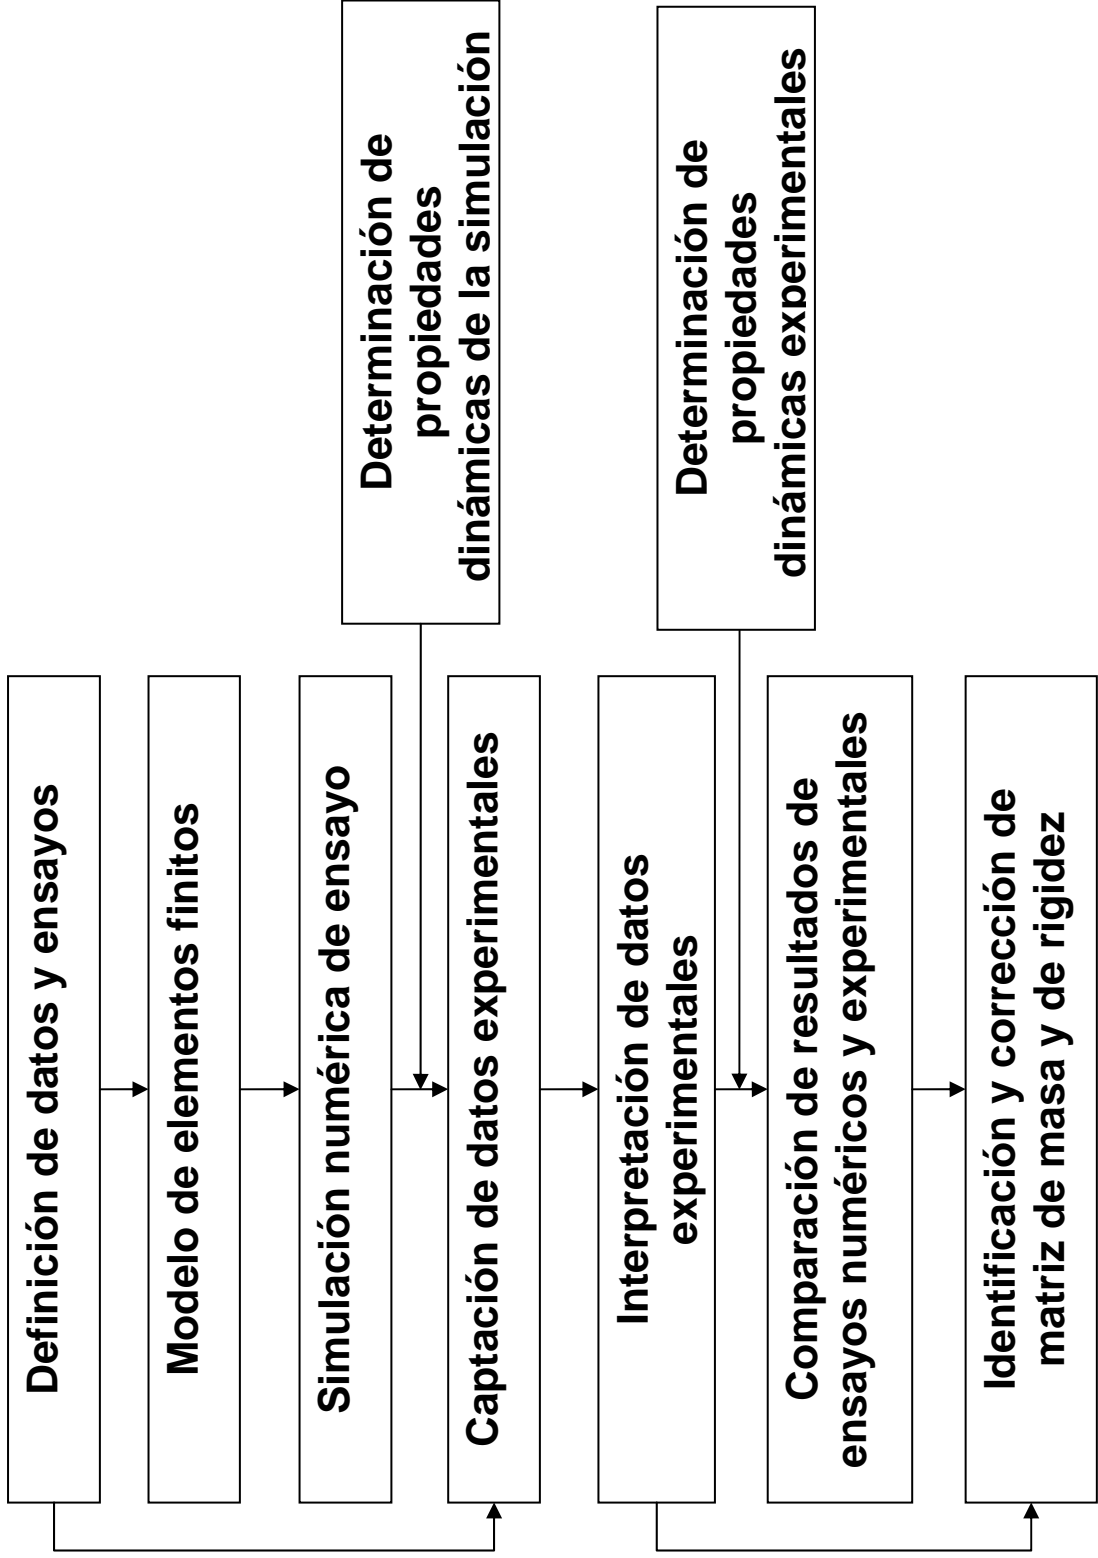 Definición de datos y ensayos
Modelo de elementos finitos
Simulación numérica de ensayo
Determinación de
propiedades
dinámicas de la simulación
Captación de datos experimentales
Interpretación de datos
experimentales
Determinación de
propiedades
dinámicas experimentales
Comparación de resultados de
ensayos numéricos y experimentales
Identificación y corrección de
matriz de masa y de rigidez